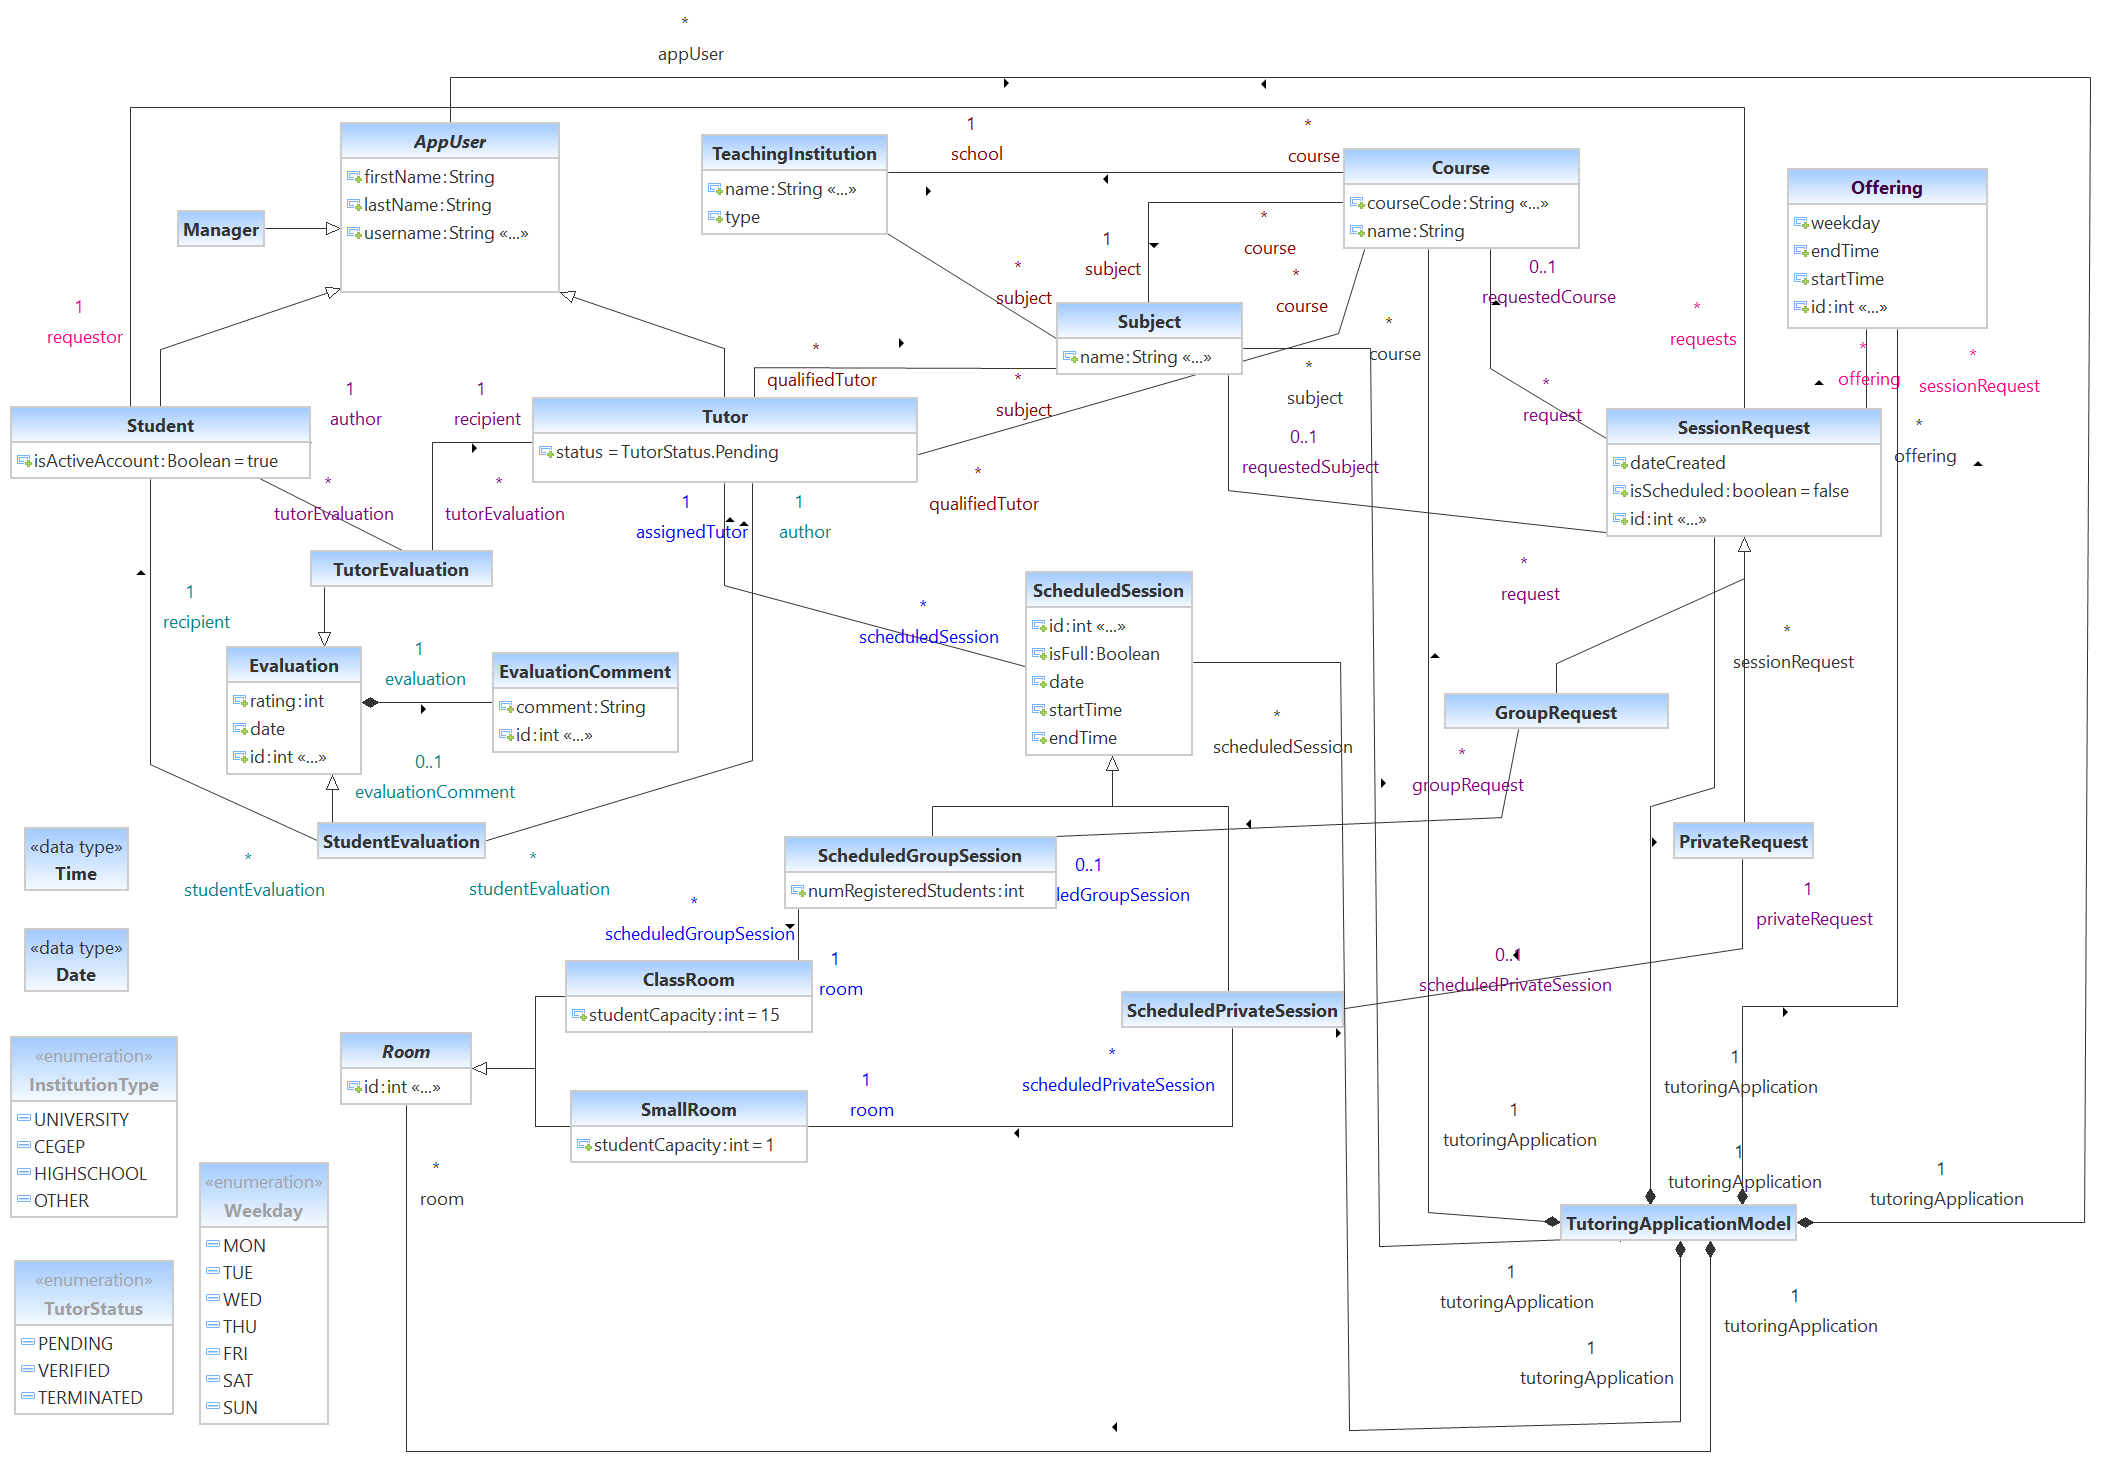 *
appUser
AppUser
firstName:String
lastName:String
username:String «...»
Manager
TeachingInstitution
name:String «...»
type
1
school
*
course
Course
courseCode:String «...»
name:String
Offering
weekday
endTime
startTime
id:int «...»
1
subject
*
course
*
subject
*
course
0..1
requestedCourse
*
requests
1
requestor
Subject
name:String «...»
*
qualifiedTutor
*
course
*
offering
*
sessionRequest
*
subject
*
subject
*
request
1
author
1
recipient
Student
isActiveAccount:Boolean = true
Tutor
status = TutorStatus.Pending
0..1
requestedSubject
SessionRequest
dateCreated
isScheduled:boolean = false
id:int «...»
*
offering
*
tutorEvaluation
*
tutorEvaluation
1
assignedTutor
1
author
*
qualifiedTutor
TutorEvaluation
1
recipient
*
scheduledSession
ScheduledSession
id:int «...»
isFull:Boolean
date
startTime
endTime
*
request
*
sessionRequest
Evaluation
rating:int
date
id:int «...»
1
evaluation
EvaluationComment
comment:String
id:int «...»
0..1
evaluationComment
*
scheduledSession
GroupRequest
*
groupRequest
StudentEvaluation
*
studentEvaluation
*
studentEvaluation
«data type»
Time
ScheduledGroupSession
numRegisteredStudents:int
0..1
ledGroupSession
PrivateRequest
1
privateRequest
*
scheduledGroupSession
«data type»
Date
ClassRoom
studentCapacity:int = 15
1
room
0..1
scheduledPrivateSession
ScheduledPrivateSession
Room
id:int «...»
*
scheduledPrivateSession
«enumeration»
InstitutionType
UNIVERSITY
CEGEP
HIGHSCHOOL
OTHER
SmallRoom
studentCapacity:int = 1
1
room
1
tutoringApplication
1
tutoringApplication
1
tutoringApplication
1
tutoringApplication
*
room
«enumeration»
Weekday
MON
TUE
WED
THU
FRI
SAT
SUN
TutoringApplicationModel
«enumeration»
TutorStatus
PENDING
VERIFIED
TERMINATED
1
tutoringApplication
1
tutoringApplication
1
tutoringApplication